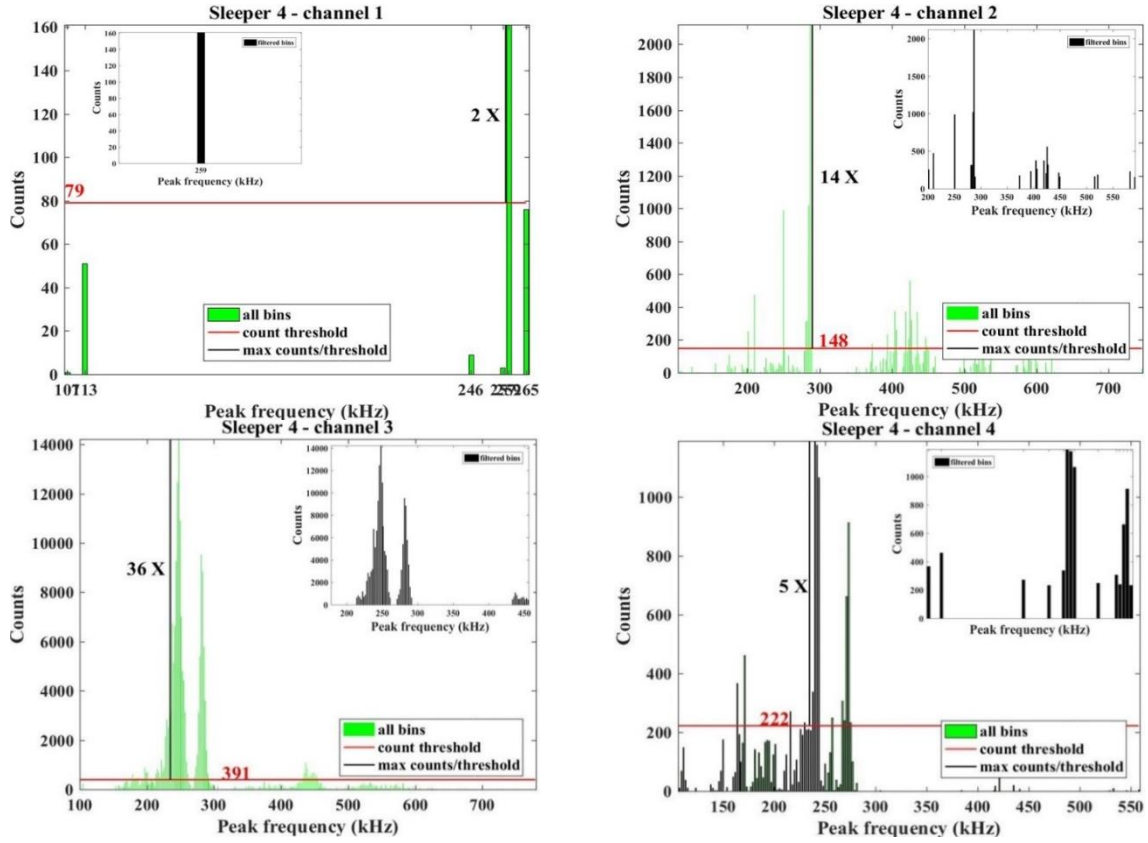 Sleeper 4 - channel 1
160
140
120
100
80
60
40
20
0
Counts
160
140
120
100
80
60
40
20
0
Counts
filtered bins
259
Peak frequency (kHz)
2 X
79
all bins
count threshold
max counts/threshold
107113
246
265
Peak frequency (kHz)
Sleeper 4 - channel 2
2000
1800
1600
1400
1200
1000
800
600
400
200
0
Counts
2000
1500
1000
500
0
Counts
filtered bins
200 250 300 350 400 450 500 550
Peak frequency (kHz)
14 X
148
all bins
count threshold
max counts/threshold
200 300 400 500 600 700
Peak frequency (kHz)
Sleeper 4 - channel 3
14000
12000
10000
8000
6000
4000
2000
0
Counts
14000
12000
10000
8000
6000
4000
2000
0
Counts
filtered bins
200 250 300 350 400 450
Peak frequency (kHz)
36 X
391
all bins
count threshold
max counts/threshold
100 200 300 400 500 600 700
Peak frequency (kHz)
Sleeper 4 - channel 4
1000
800
600
400
200
0
Counts
1000
800
600
400
200
0
Counts
filtered bins
Peak frequency (kHz)
5 X
222
all bins
count threshold
max counts/threshold
150 200 250 300 350 400 450 500 550
Peak frequency (kHz)